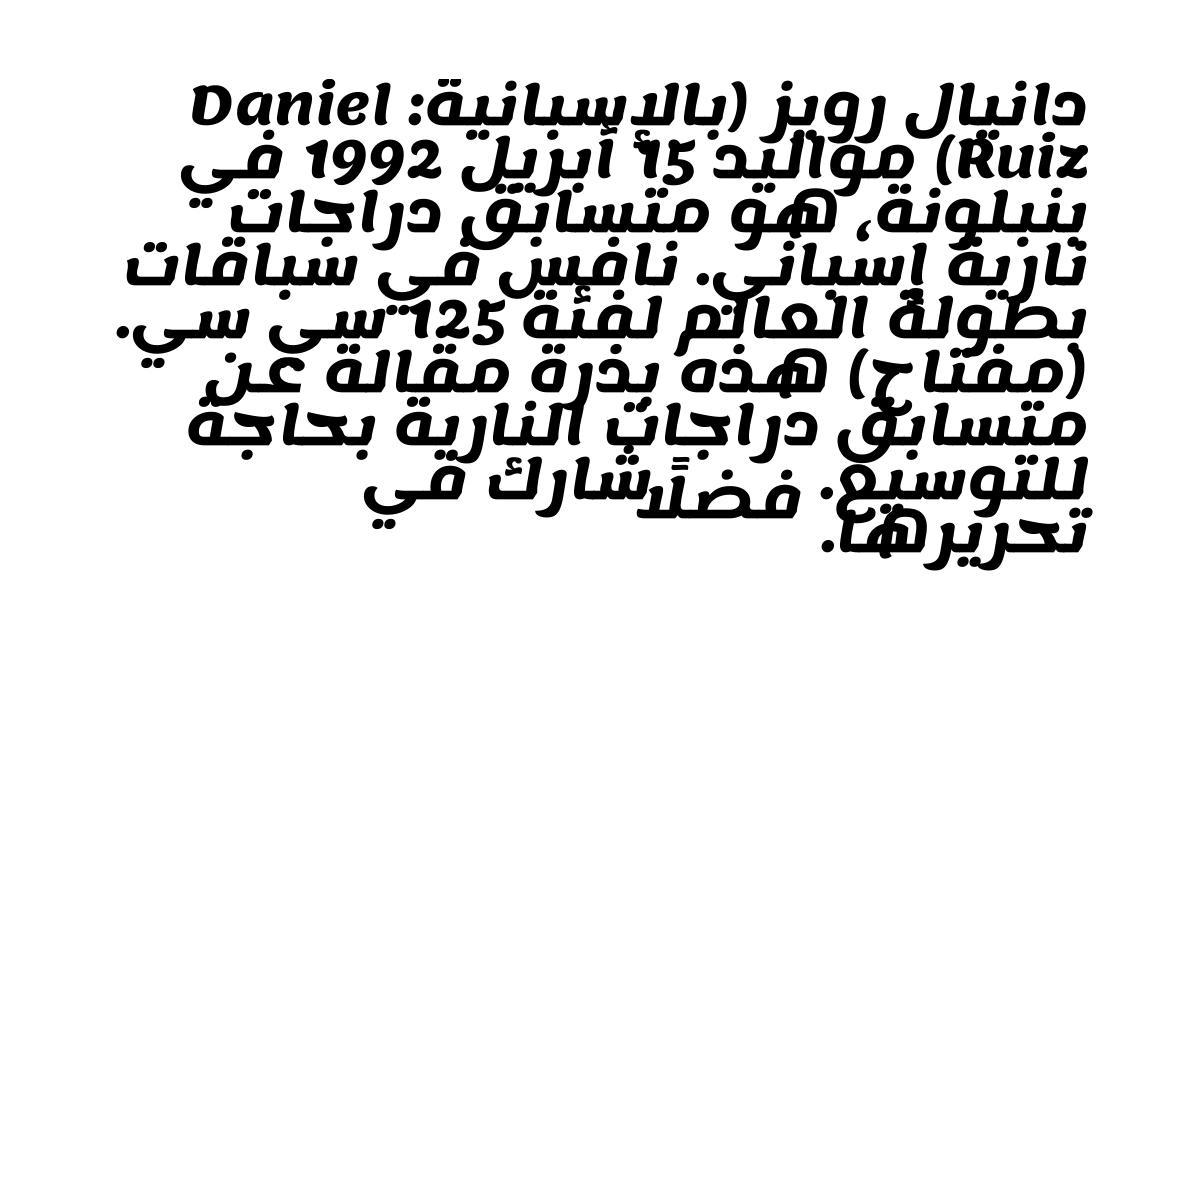 دانيال رويز (بالإسبانية: Daniel
Ruiz) مواليد 15 أبريل 1992 في
بنبلونة، هو متسابق دراجات
نارية إسباني. نافس في سباقات
بطولة العالم لفئة 125 سي سي.
(مفتاح) هذه بذرة مقالة عن
متسابق دراجات النارية بحاجة
للتوسيع. فضلًا شارك في
تحريرها.